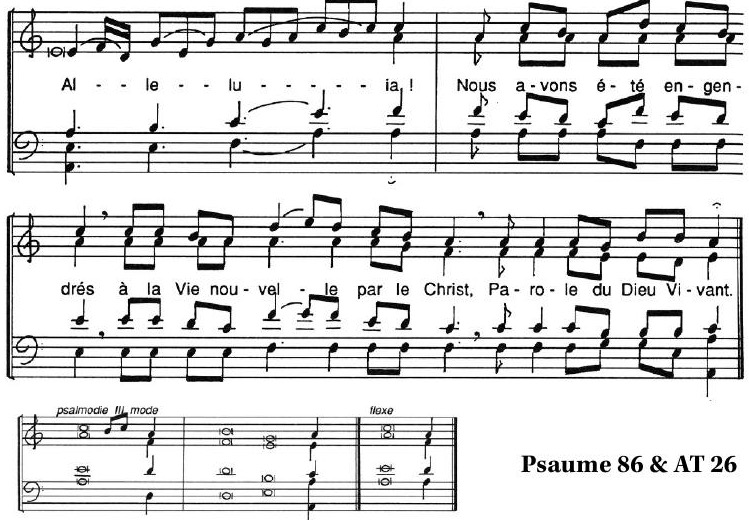 Al - - le - - lu - - - - - ia ! Nous a - vons é - té en - gen -
drés à la Vie nou - vel - - le par le Christ, Pa - ro - le du Dieu Vi - vant.
psalmodie III mode flexe
Psaume 86 & AT 26